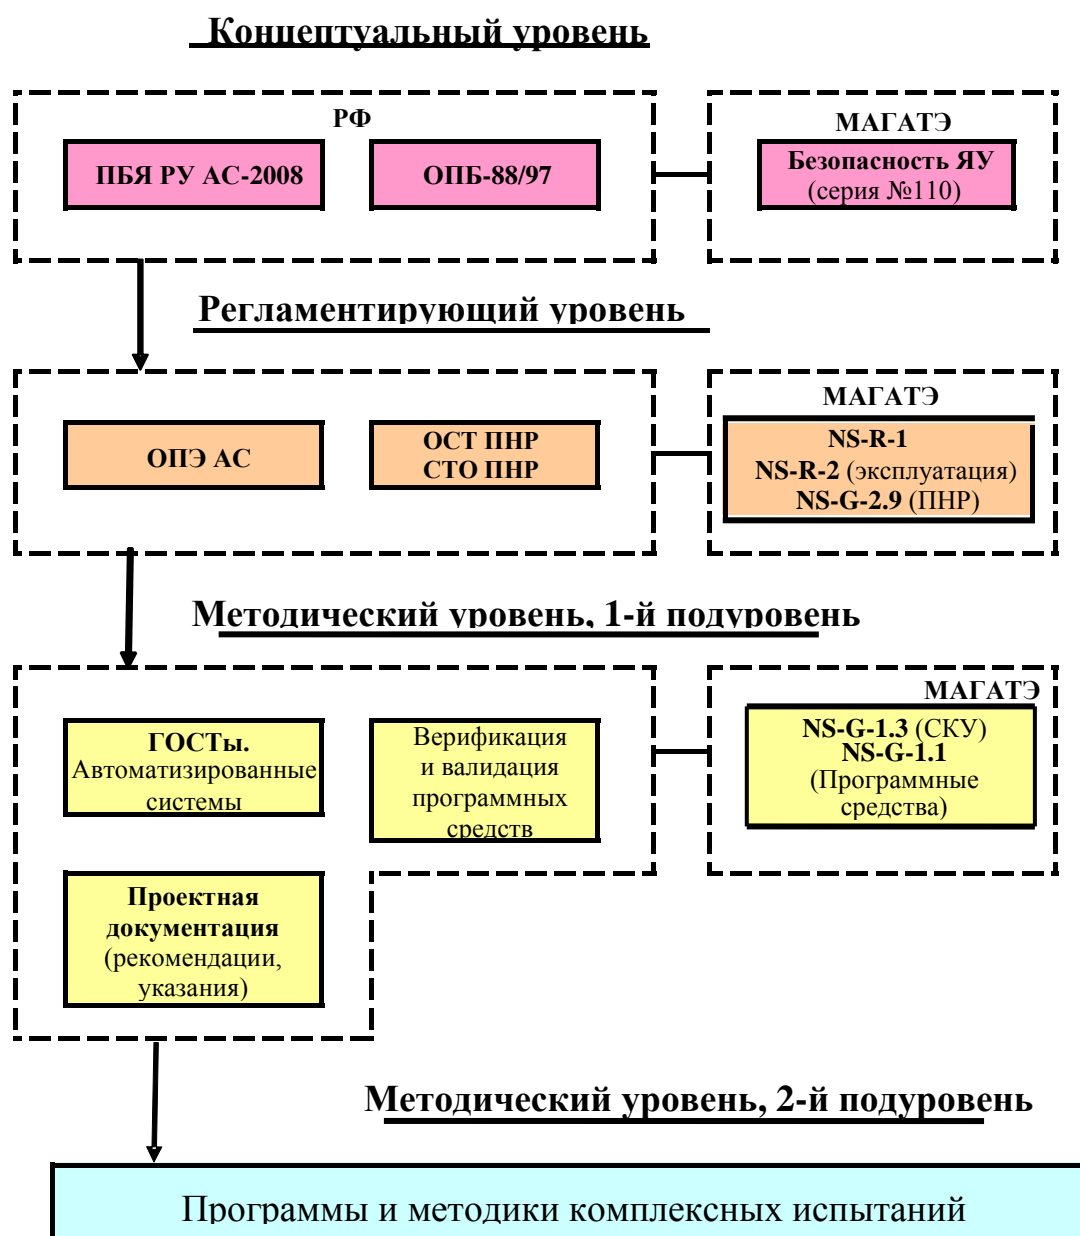 Концептуальный уровень
РФ
ПБЯ РУ АС-2008
ОПБ-88/97
МАГАТЭ
Безопасность ЯУ
(серия №110)
Регламентирующий уровень
ОПЭ АС
ОСТ ПНР
СТО ПНР
МАГАТЭ
NS-R-1
NS-R-2 (эксплуатация)
NS-G-2.9 (ПНР)
Методический уровень, 1-й подуровень
ГОСТы.
Автоматизированные
системы
Верификация
и валидация
программных
средств
МАГАТЭ
NS-G-1.3 (СКУ)
NS-G-1.1
(Программные
средства)
Проектная
документация
(рекомендации,
указания)
Методический уровень, 2-й подуровень
Программы и методики комплексных испытаний